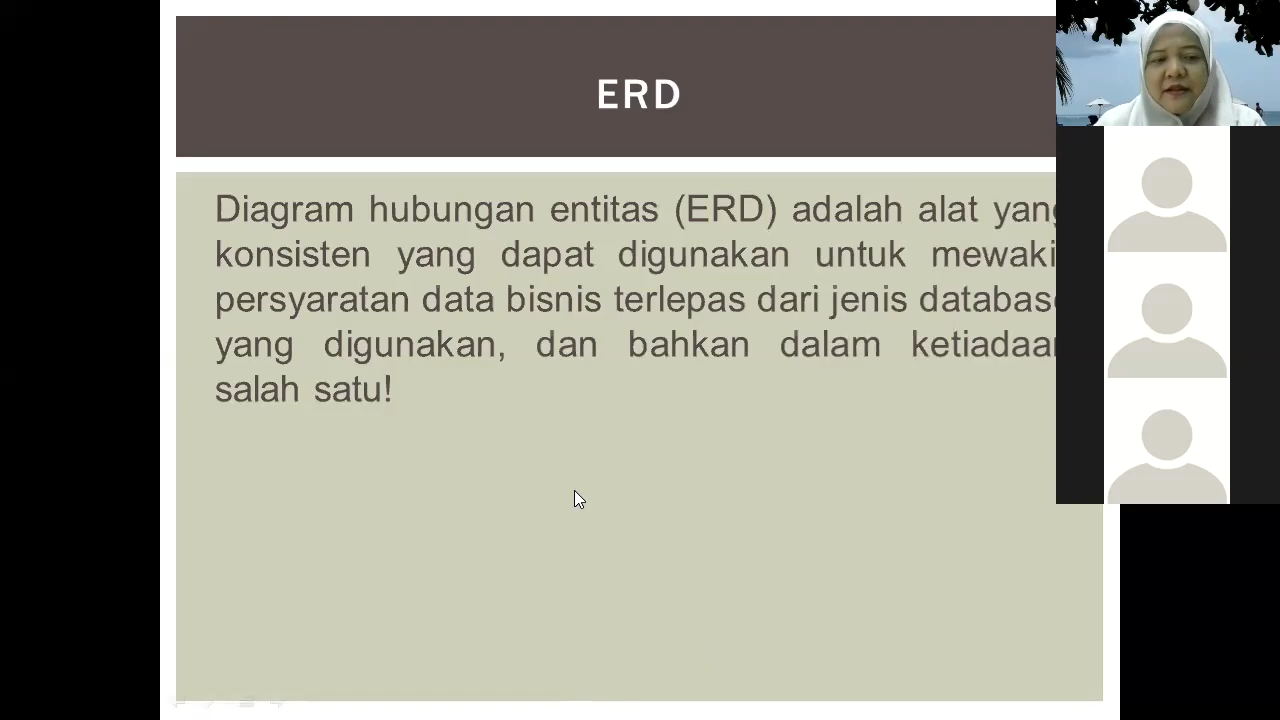 ERD
Diagram hubungan entitas (ERD) adalah alat yang
konsisten yang dapat digunakan untuk mewakili
persyaratan data bisnis terlepas dari jenis database
yang digunakan, dan bahkan dalam ketiadaan
salah satu!